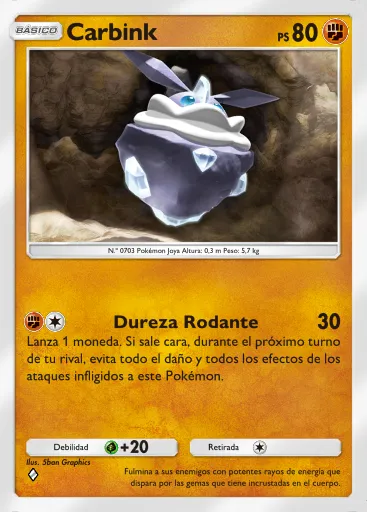 BÁSICO Carbink PS 80
N.º 0703 Pokémon Joya Altura: 0,3 m Peso: 5,7 kg
Dureza Rodante 30
Lanza 1 moneda. Si sale cara, durante el próximo turno
de tu rival, evita todo el daño y todos los efectos de los
ataques infligidos a este Pokémon.
Debilidad +20 Retirada
Ilus. 5ban Graphics
Fulmina a sus enemigos con potentes rayos de energía que
dispara por las gemas que tiene incrustadas en el cuerpo.